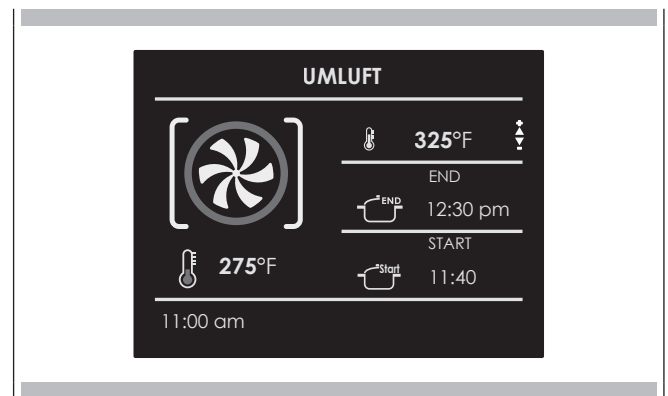 UMLUFT
325°F
END
END
12:30 pm
START
275°F
Start
11:40
11:00 am